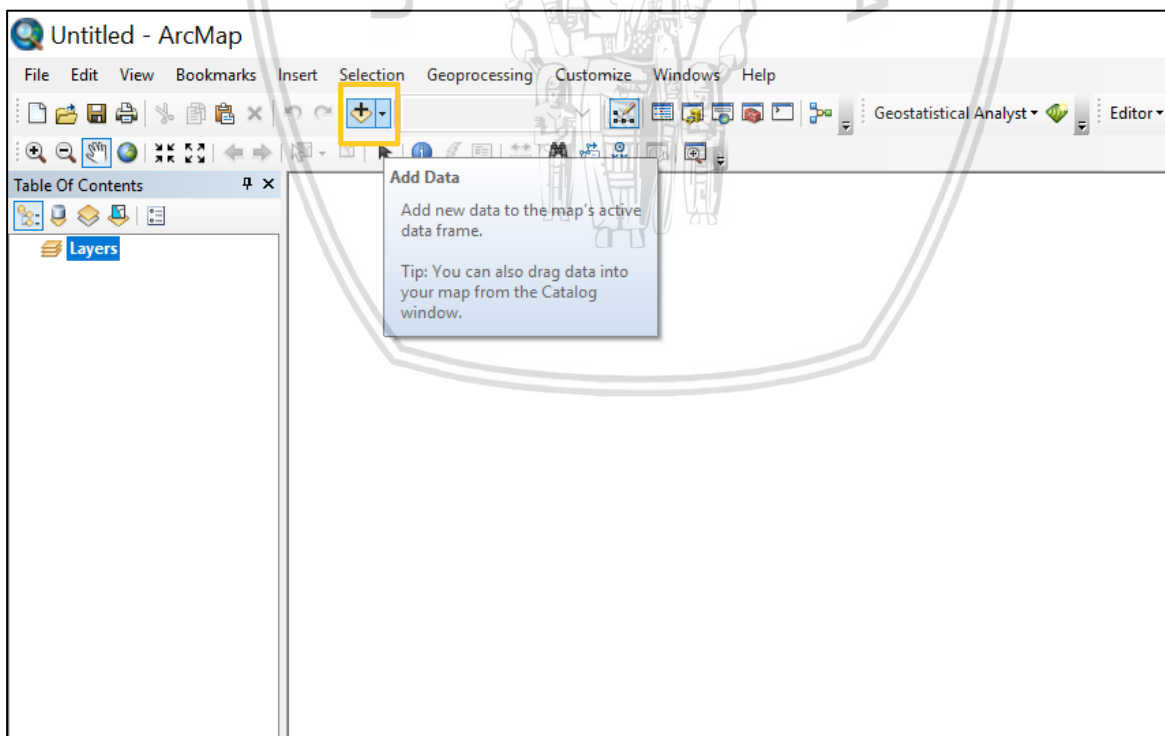 Untitled - ArcMap
File Edit View Bookmarks Insert Selection Geoprocessing Customize Windows Help
Geostatistical Analyst Editor
Table Of Contents
Layers
Add Data
Add new data to the map's active
data frame.
Tip: You can also drag data into
your map from the Catalog
window.